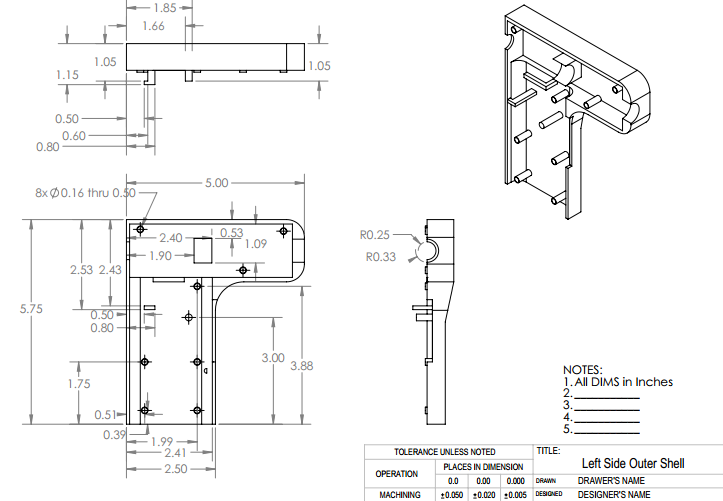 1.85
1.66
1.05
1.15
1.05
0.50
0.60
0.80
5.00
8x Ø0.16 thru 0.50
2.40
0.53
1.09
1.90
2.53
2.43
5.75
0.50
0.80
3.00
3.88
1.75
0.51
0.39
1.99
2.41
2.50
R0.25
R0.33
NOTES:
1. All DIMS in Inches
2.
3.
4.
5.
TOLERANCE UNLESS NOTED
OPERATION
PLACES IN DIMENSION
0.0 0.00 0.000
MACHINING ±0.050 ±0.020 ±0.005
TITLE:
Left Side Outer Shell
DRAWN DRAWER'S NAME
DESIGNED DESIGNER'S NAME